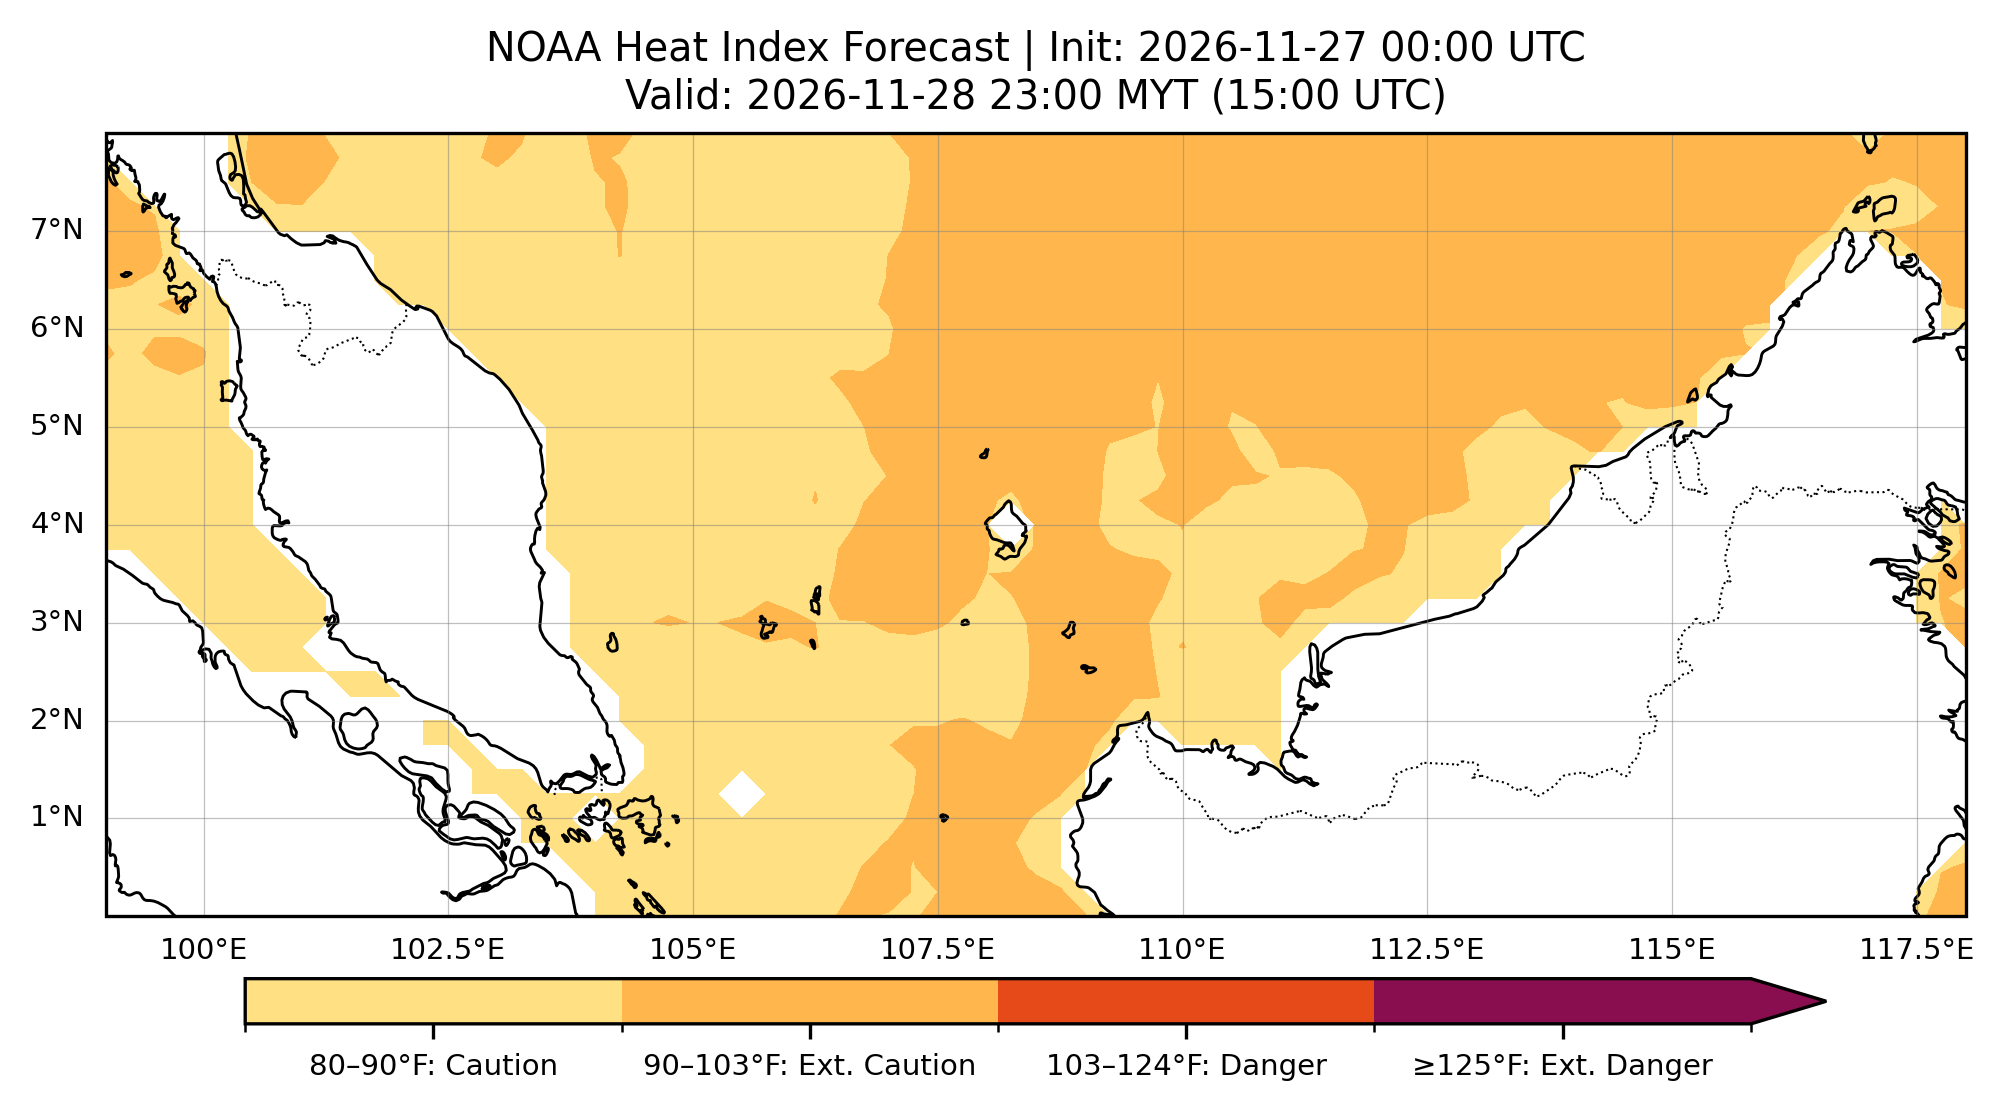 NOAA Heat Index Forecast | Init: 2026-11-27 00:00 UTC
Valid: 2026-11-28 23:00 MYT (15:00 UTC)
7°N
6°N
5°N
4°N
3°N
2°N
1°N
100°E 102.5°E 105°E 107.5°E 110°E 112.5°E 115°E 117.5°E
80–90°F: Caution 90–103°F: Ext. Caution 103–124°F: Danger ≥125°F: Ext. Danger